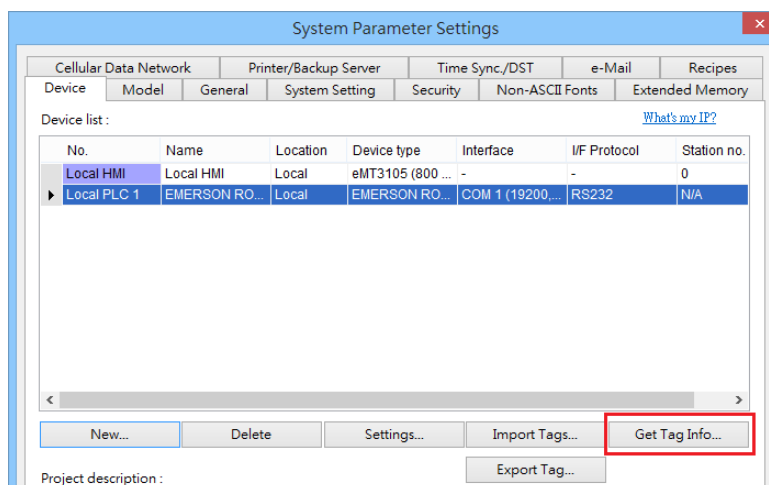 System Parameter Settings
Cellular Data Network Printer/Backup Server Time Sync./DST e-Mail Recipes
Device Model General System Setting Security Non-ASCII Fonts Extended Memory
Device list : What's my IP?
No. Name Location Device type Interface I/F Protocol Station no.
Local HMI Local HMI Local eMT3105 (800 ... - - 0
Local PLC 1 EMERSON RO... Local EMERSON RO... COM 1 (19200,... RS232 N/A
New... Delete Settings... Import Tags... Get Tag Info...
Export Tag...
Project description :